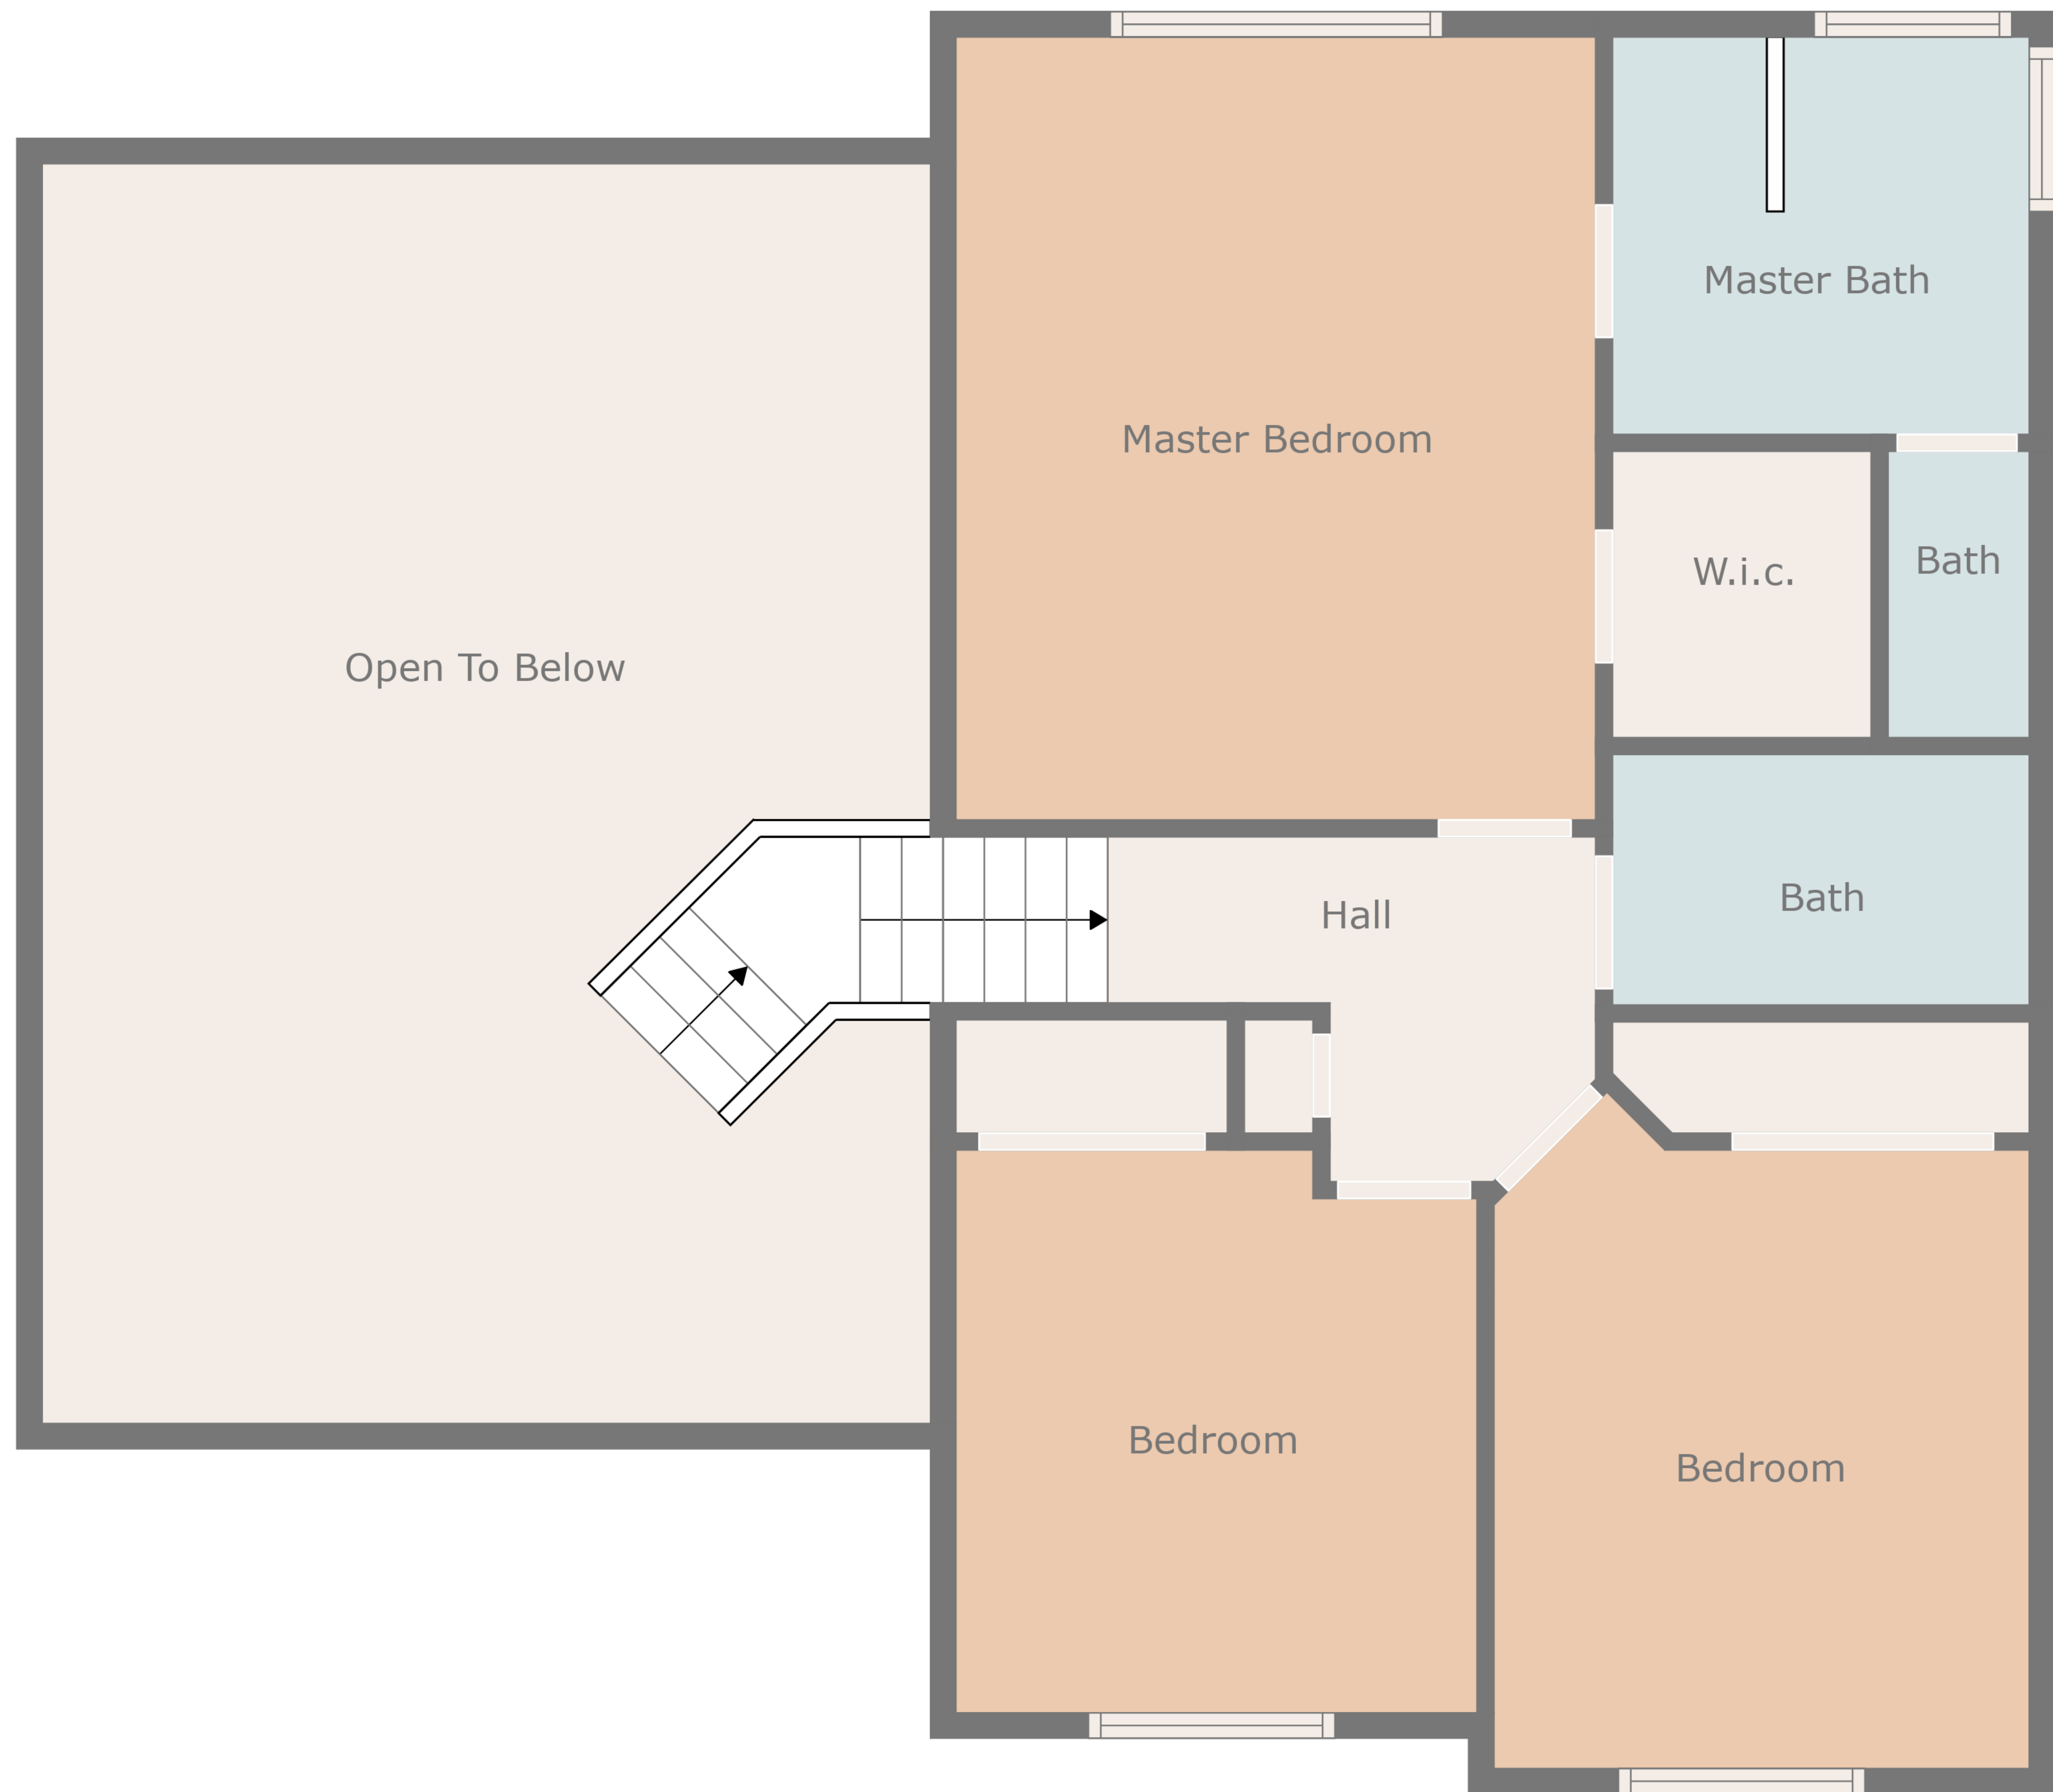 Master Bath
Master Bedroom
W.i.c.
Bath
Open To Below
Bath
Hall
Bedroom
Bedroom